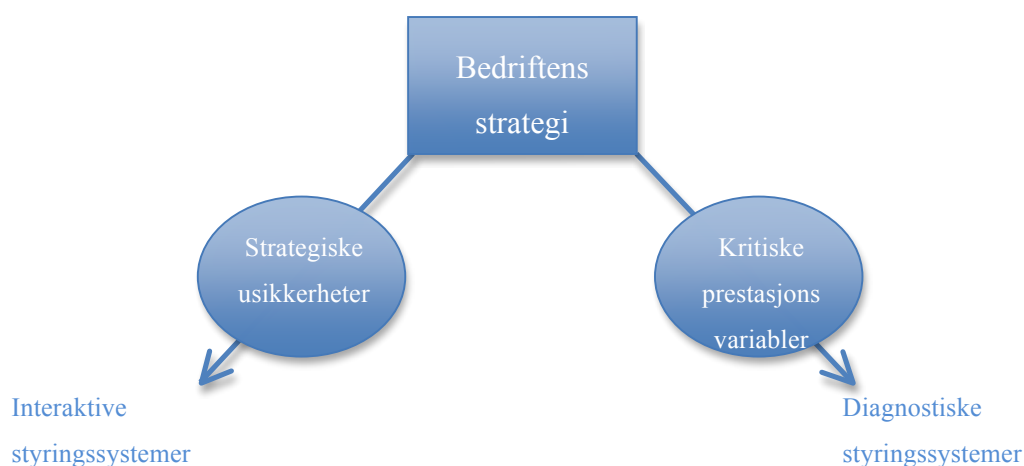 Bedriftens
strategi
Strategiske
usikkerheter
Kritiske
prestasjons
variabler
Interaktive
styringssystemer
Diagnostiske
styringssystemer